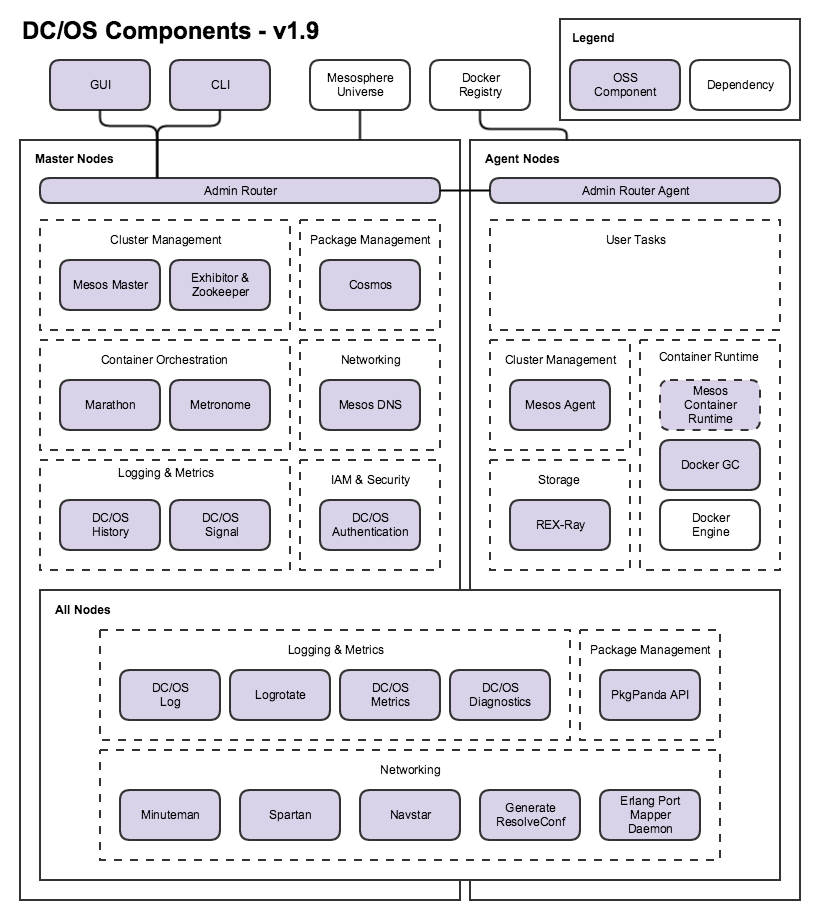 DC/OS Components - v1.9
Legend
OSS
Component
Dependency
GUI
CLI
Mesosphere
Universe
Docker
Registry
Master Nodes
Admin Router
Cluster Management
Mesos Master
Exhibitor &
Zookeeper
Package Management
Cosmos
Container Orchestration
Marathon
Metronome
Networking
Mesos DNS
Logging & Metrics
DC/OS
History
DC/OS
Signal
IAM & Security
DC/OS
Authentication
Agent Nodes
Admin Router Agent
User Tasks
Cluster Management
Mesos Agent
Container Runtime
Mesos
Container
Runtime
Docker GC
Docker
Engine
Storage
REX-Ray
All Nodes
Logging & Metrics
DC/OS
Log
Logrotate
DC/OS
Metrics
DC/OS
Diagnostics
Package Management
PkgPanda API
Networking
Minuteman
Spartan
Navstar
Generate
ResolveConf
Erlang Port
Mapper
Daemon